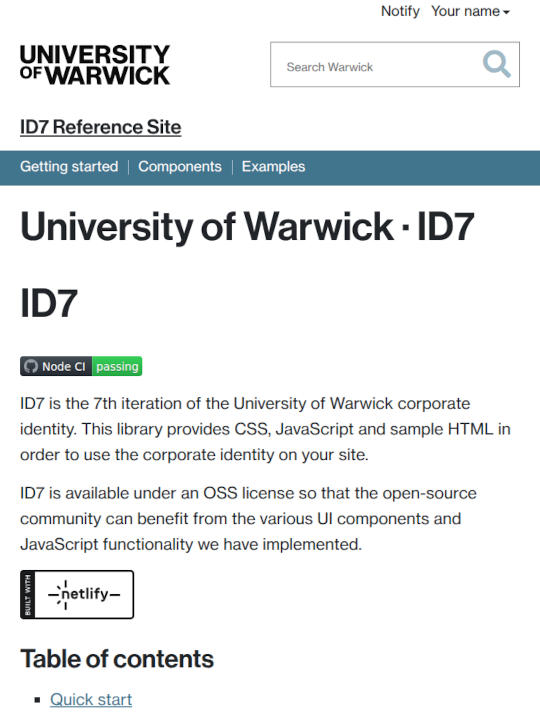 Notify Your name
UNIVERSITY
OF WARWICK
Search Warwick
ID7 Reference Site
Getting started Components Examples
University of Warwick · ID7
ID7
Node CI passing
ID7 is the 7th iteration of the University of Warwick corporate
identity. This library provides CSS, JavaScript and sample HTML in
order to use the corporate identity on your site.
ID7 is available under an OSS license so that the open-source
community can benefit from the various UI components and
JavaScript functionality we have implemented.
BUILT WITH netlify
Table of contents
Quick start